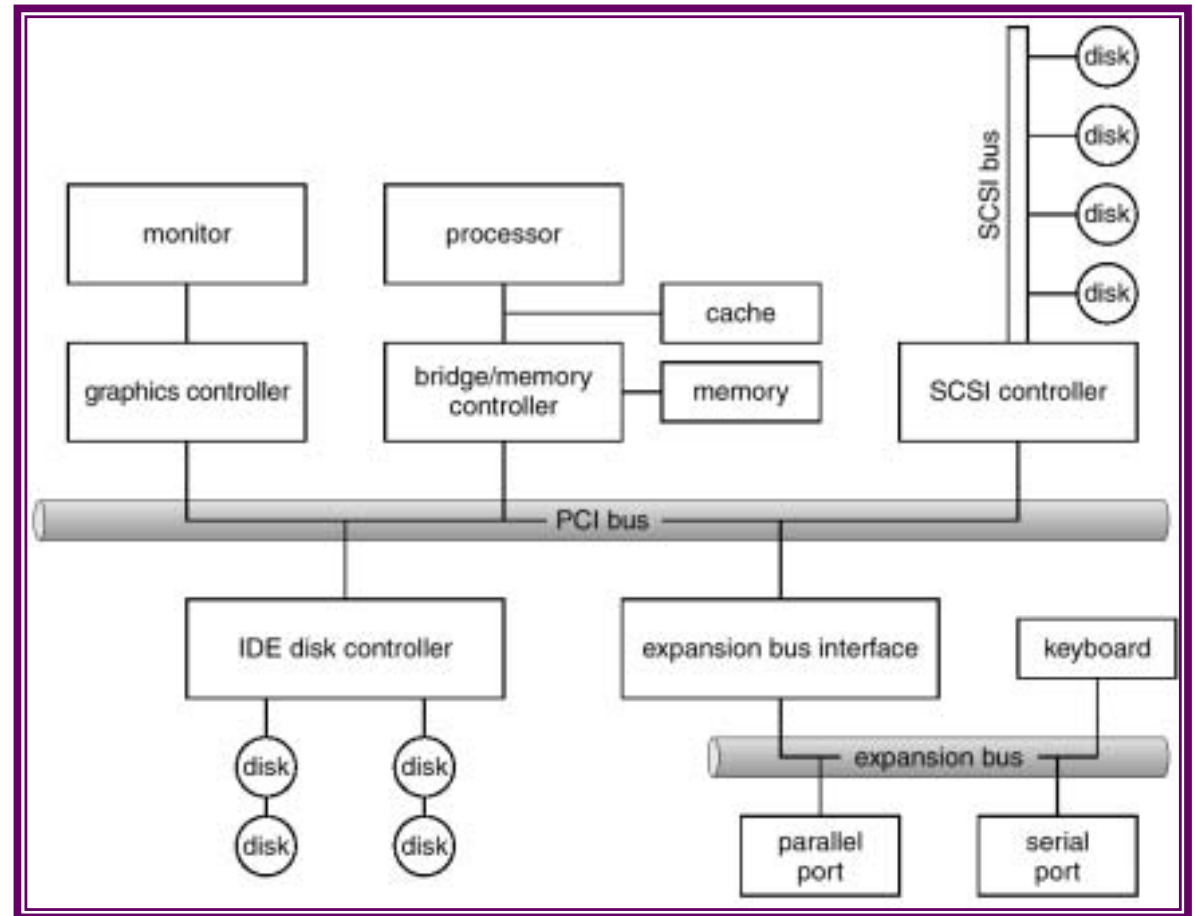 disk
disk
disk
disk
SCSI bus
monitor
processor
cache
graphics controller
bridge/memory
controller
memory
SCSI controller
PCI bus
IDE disk controller
expansion bus interface
keyboard
disk
disk
expansion bus
disk
disk
parallel
port
serial
port